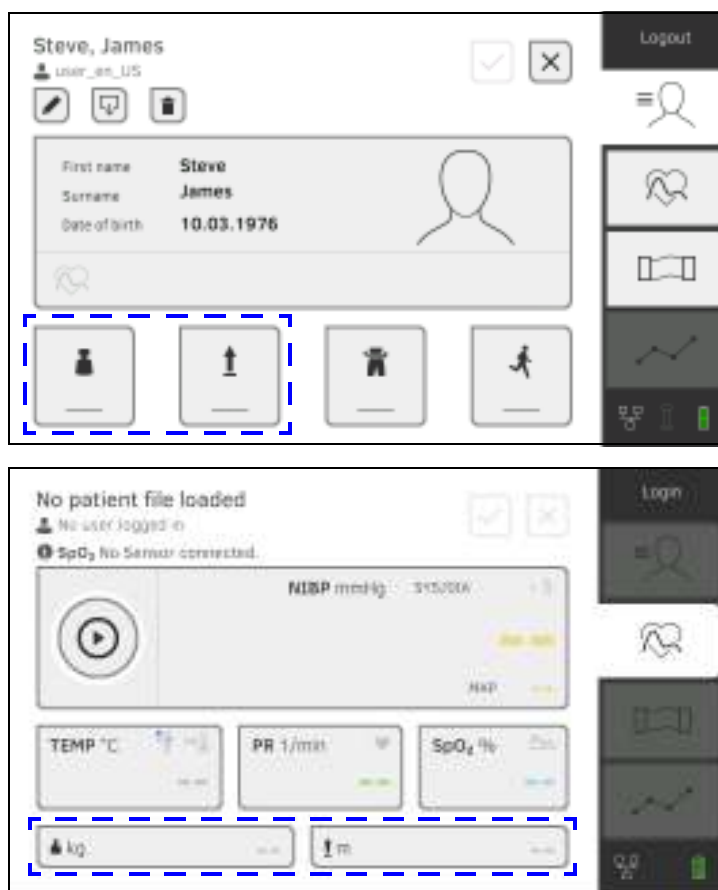 Steve, James
Logout
user_en_US
First name Steve
Surname James
Date of birth 10.03.1976
No patient file loaded
Login
No user logged in
SpO₂ No Sensor connected.
NIBP mmHg SYS/DIA
-- --
MAP --
TEMP °C PR 1/min SpO₂ %
-- -- --
kg -- m --